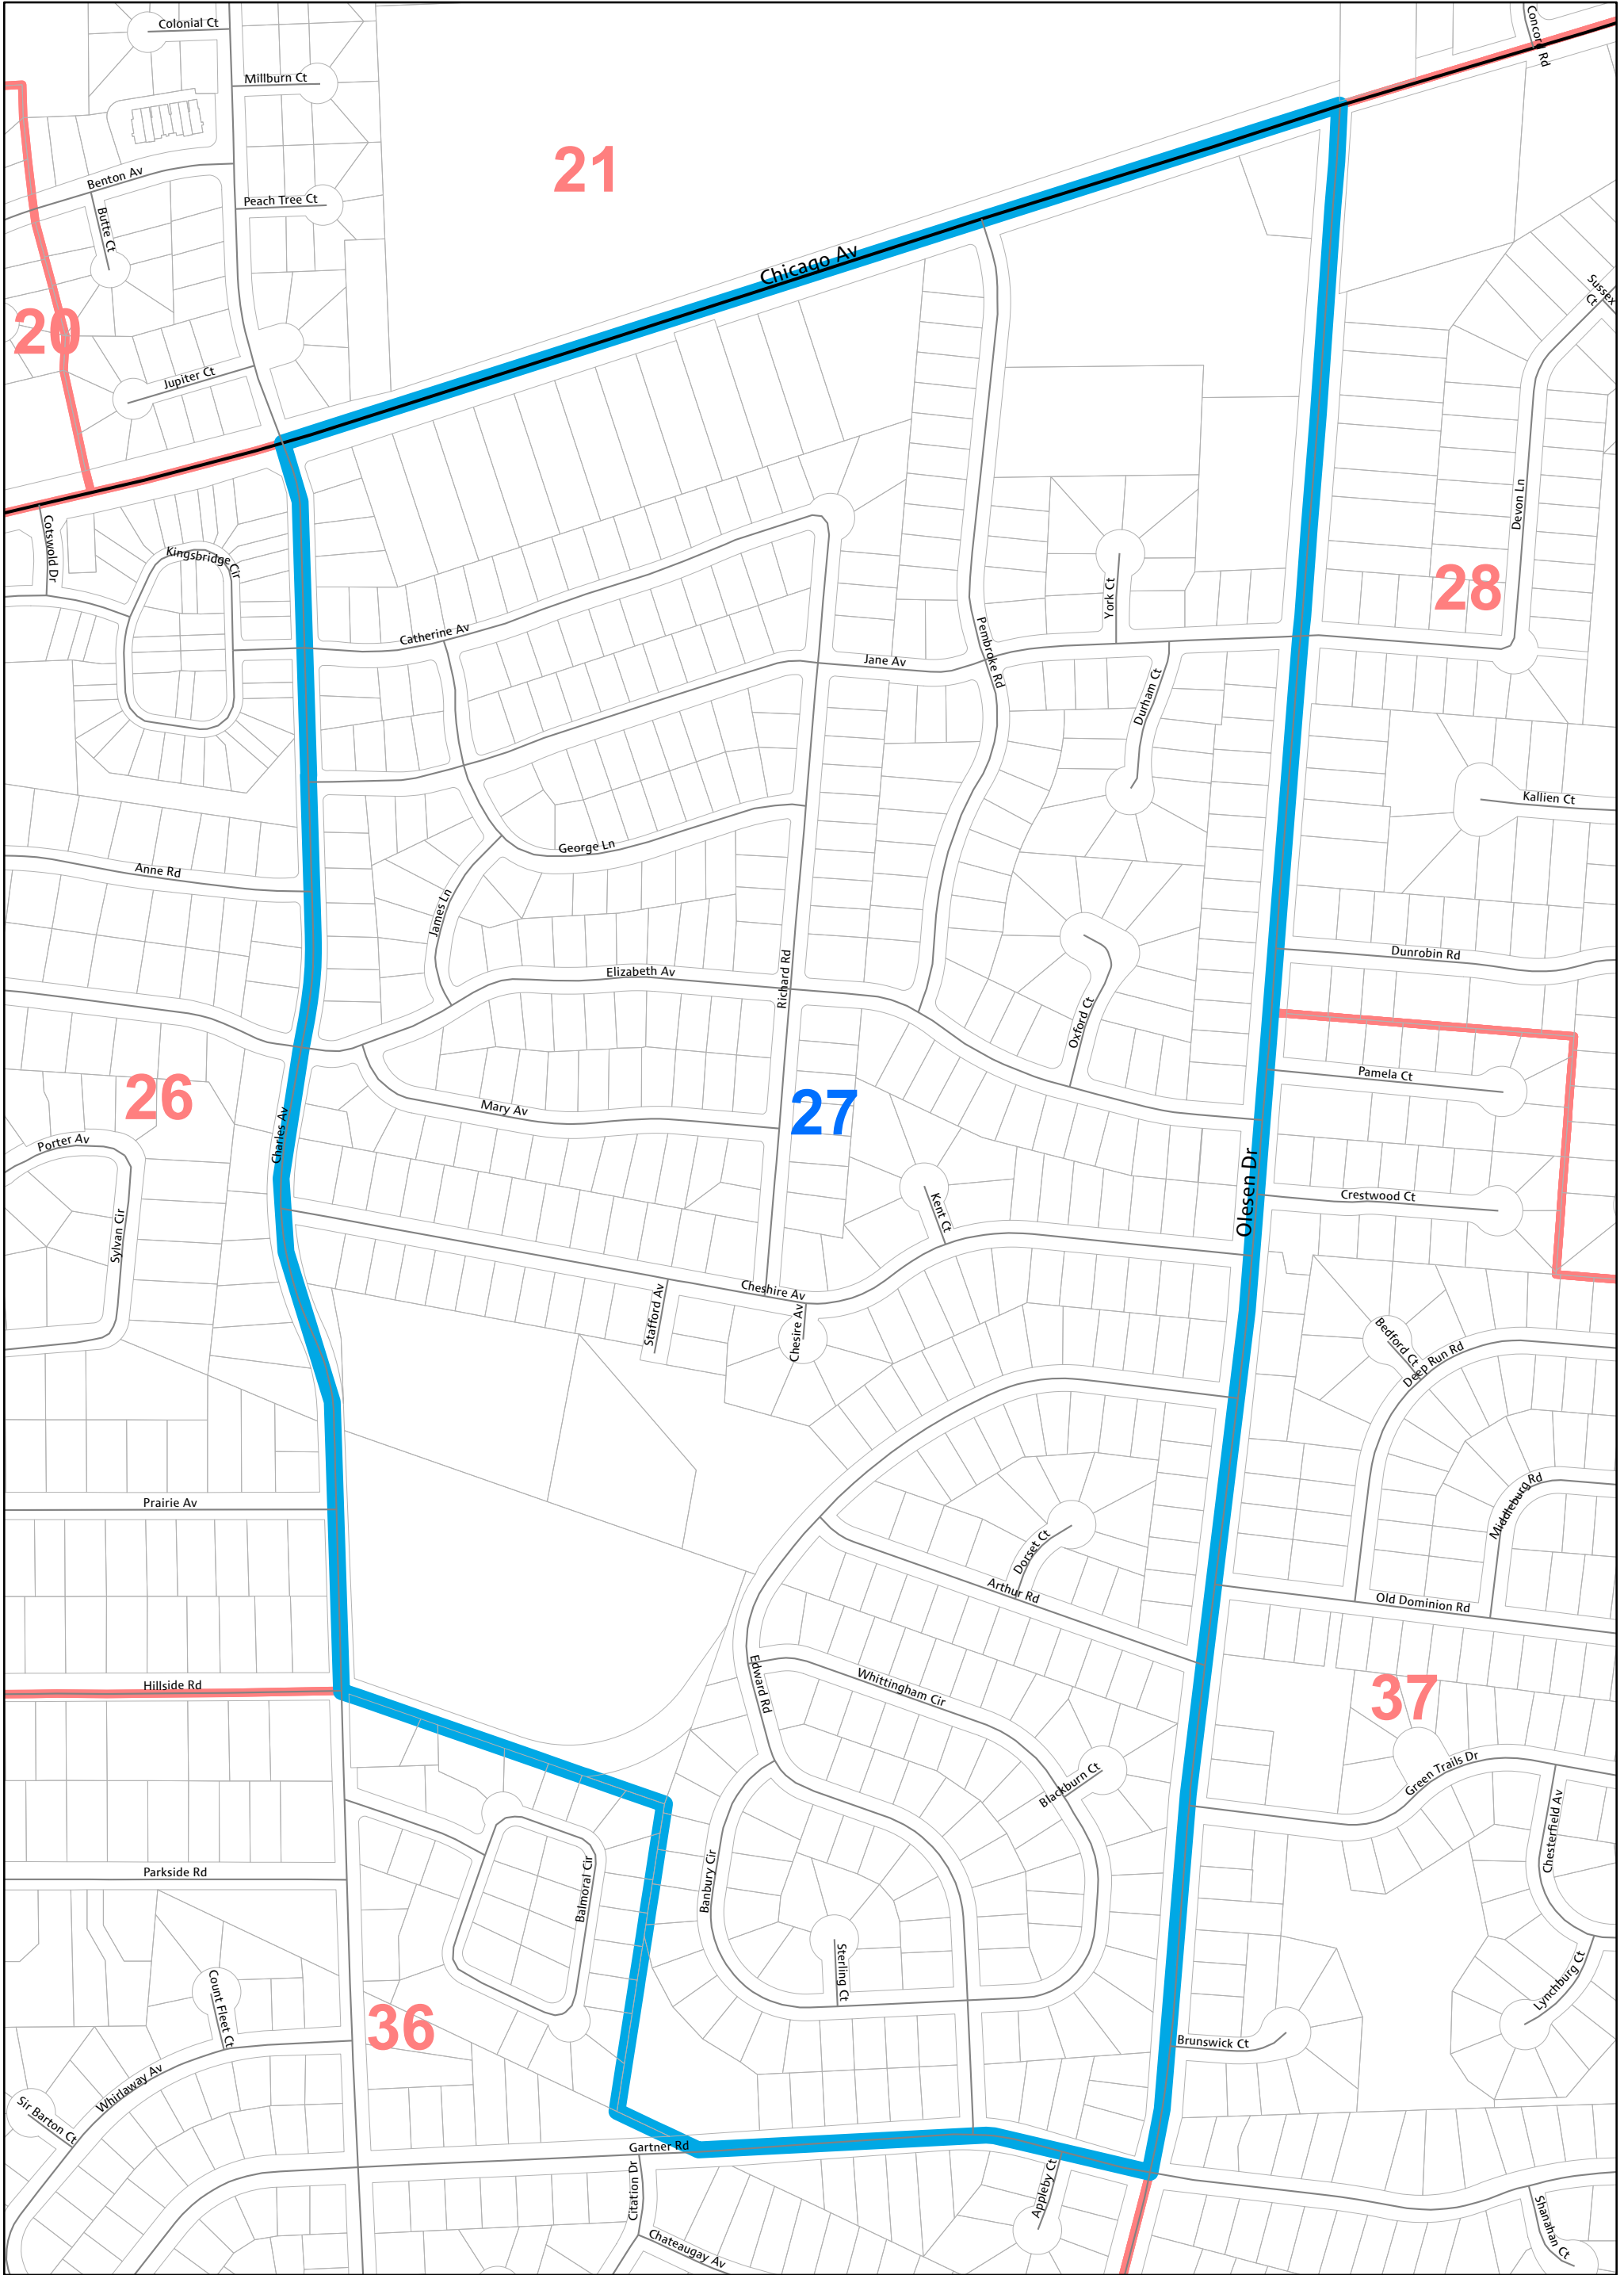 Colonial Ct
Concord Rd
Millburn Ct
21
Benton Av
Peach Tree Ct
Butte Ct
Chicago Av
Sussex
Ct
20
Jupiter Ct
Devon Ln
Cotswold Dr
Kingsbridge Cir
28
York Ct
Catherine Av
Pembroke Rd
Jane Av
Durham Ct
Kallien Ct
George Ln
Anne Rd
James Ln
Dunrobin Rd
Elizabeth Av
Richard Rd
Oxford Ct
Pamela Ct
26
27
Mary Av
Charles Av
Porter Av
Olesen Dr
Crestwood Ct
Kent Ct
Sylvan Cir
Cheshire Av
Stafford Av
Chesire Av
Bedford Ct
Deep Run Rd
Prairie Av
Middleburg Rd
Dorset Ct
Arthur Rd
Old Dominion Rd
Hillside Rd
Edward Rd
Whittingham Cir
37
Blackburn Ct
Green Trails Dr
Chesterfield Av
Parkside Rd
Balmoral Cir
Banbury Cir
Sterling Ct
Count Fleet Ct
Lynchburg Ct
36
Brunswick Ct
Whirlaway Av
Sir Barton Ct
Gartner Rd
Citation Dr
Appleby Ct
Shanahan Ct
Chateaugay Av